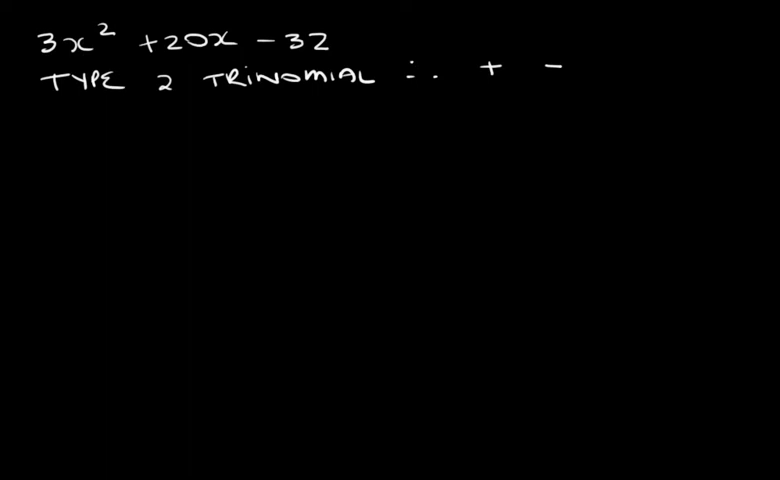 3x² +20x -32
TYPE 2 TRINOMIAL ∴ + -